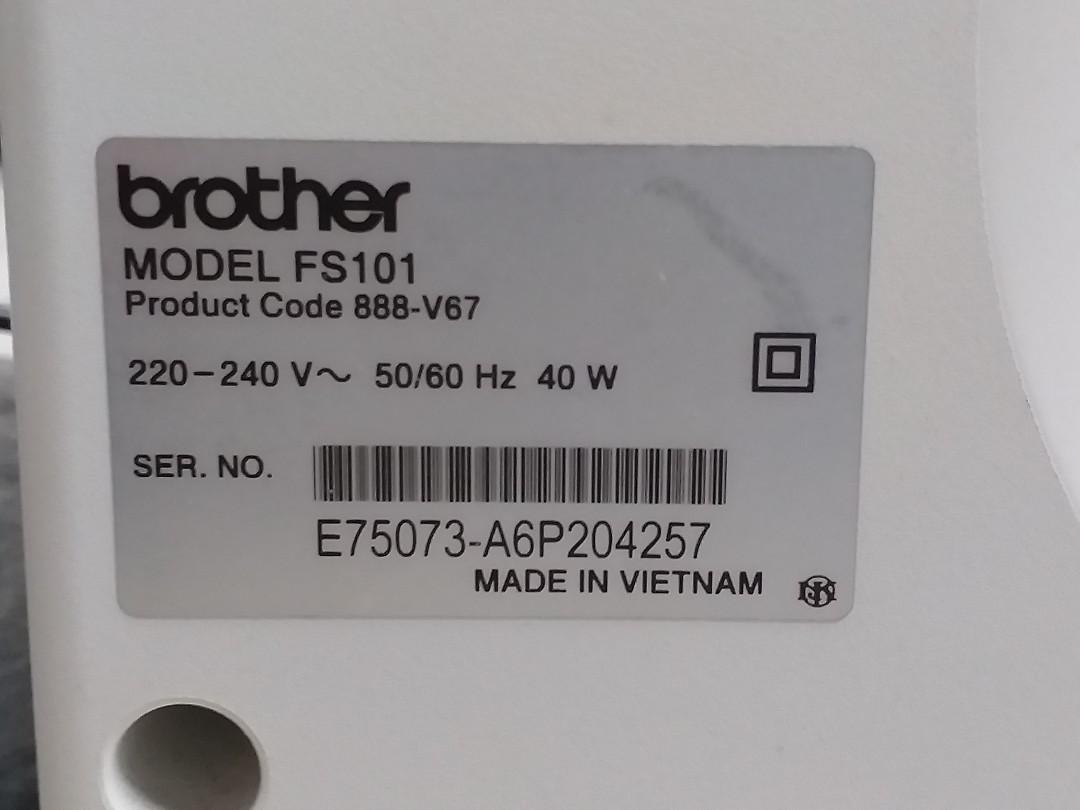 brother
MODEL FS101
Product Code 888-V67
220-240 V~ 50/60 Hz 40 W
SER. NO.
E75073-A6P204257
MADE IN VIETNAM